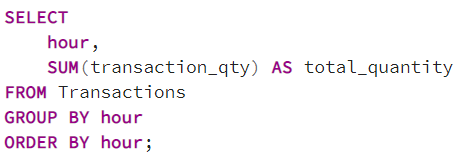 SELECT
    hour,
    SUM(transaction_qty) AS total_quantity
FROM Transactions
GROUP BY hour
ORDER BY hour;